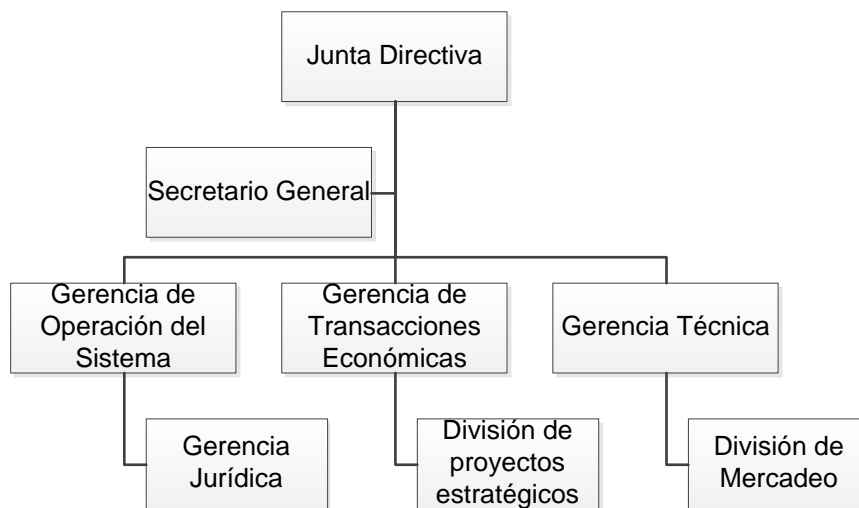 Junta Directiva
Secretario General
Gerencia de
Operación del
Sistema
Gerencia de
Transacciones
Económicas
Gerencia Técnica
Gerencia
Jurídica
División de
proyectos
estratégicos
División de
Mercadeo